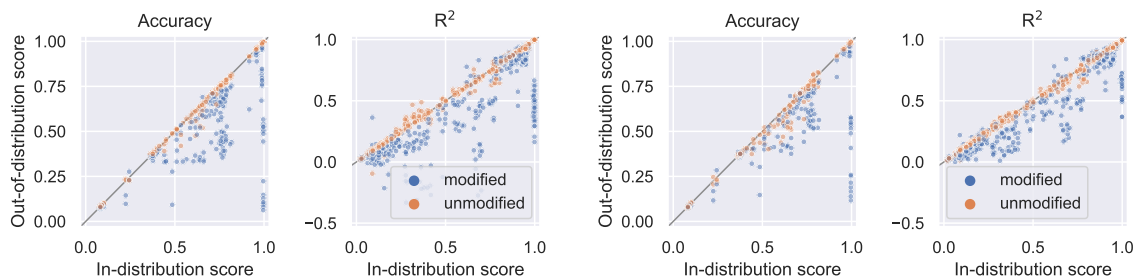 Accuracy
R²
Accuracy
R²
Out-of-distribution score
1.00
0.75
0.50
0.25
0.00
0.0 0.5 1.0
In-distribution score
1.0
0.5
0.0
−0.5
modified
unmodified
0.0 0.5 1.0
In-distribution score
Out-of-distribution score
1.00
0.75
0.50
0.25
0.00
0.0 0.5 1.0
In-distribution score
1.0
0.5
0.0
−0.5
modified
unmodified
0.0 0.5 1.0
In-distribution score